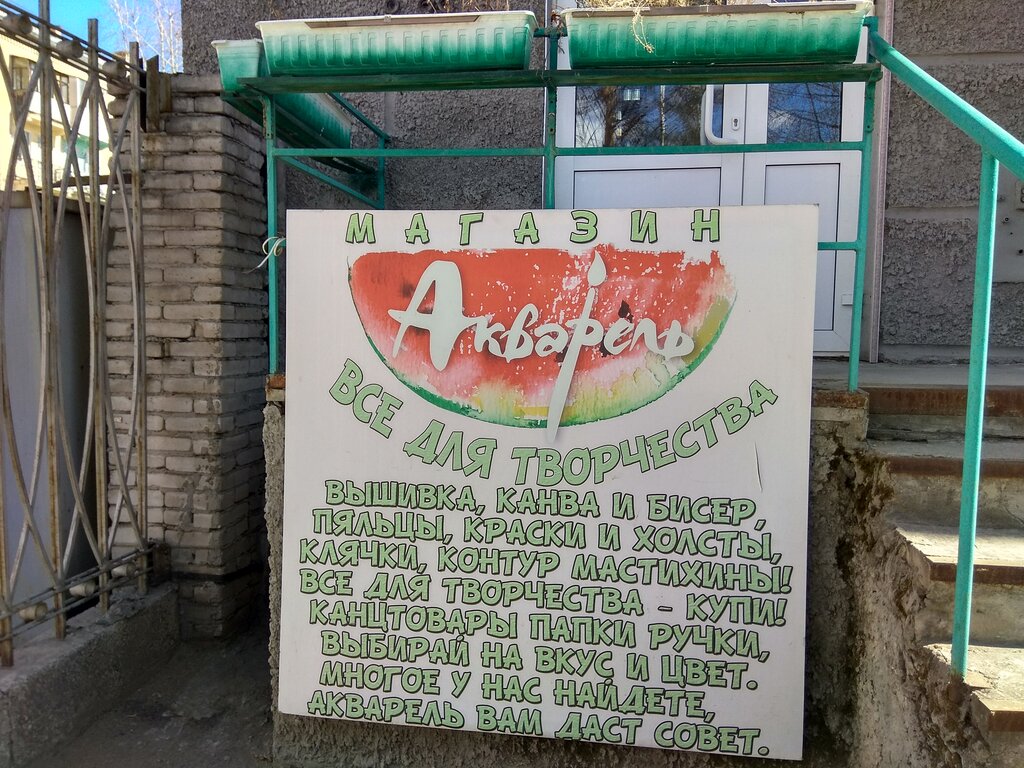 МАГАЗИН
Акварель
ВСЕ ДЛЯ ТВОРЧЕСТВА
ВЫШИВКА, КАНВА И БИСЕР,
ПЯЛЬЦЫ, КРАСКИ И ХОЛСТЫ,
КЛЯЧКИ, КОНТУР МАСТИХИНЫ!
ВСЕ ДЛЯ ТВОРЧЕСТВА - КУПИ!
КАНЦТОВАРЫ ПАПКИ РУЧКИ,
ВЫБИРАЙ НА ВКУС И ЦВЕТ.
МНОГОЕ У НАС НАЙДЕТЕ,
АКВАРЕЛЬ ВАМ ДАСТ СОВЕТ.